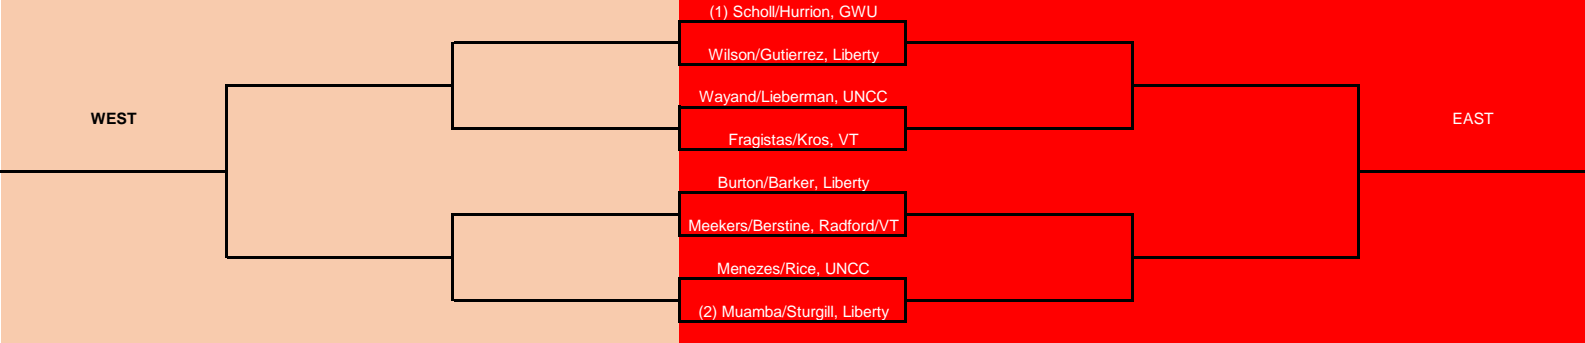 (1) Scholl/Hurrion, GWU
Wilson/Gutierrez, Liberty
Wayand/Lieberman, UNCC
WEST
EAST
Fragistas/Kros, VT
Burton/Barker, Liberty
Meekers/Berstine, Radford/VT
Menezes/Rice, UNCC
(2) Muamba/Sturgill, Liberty